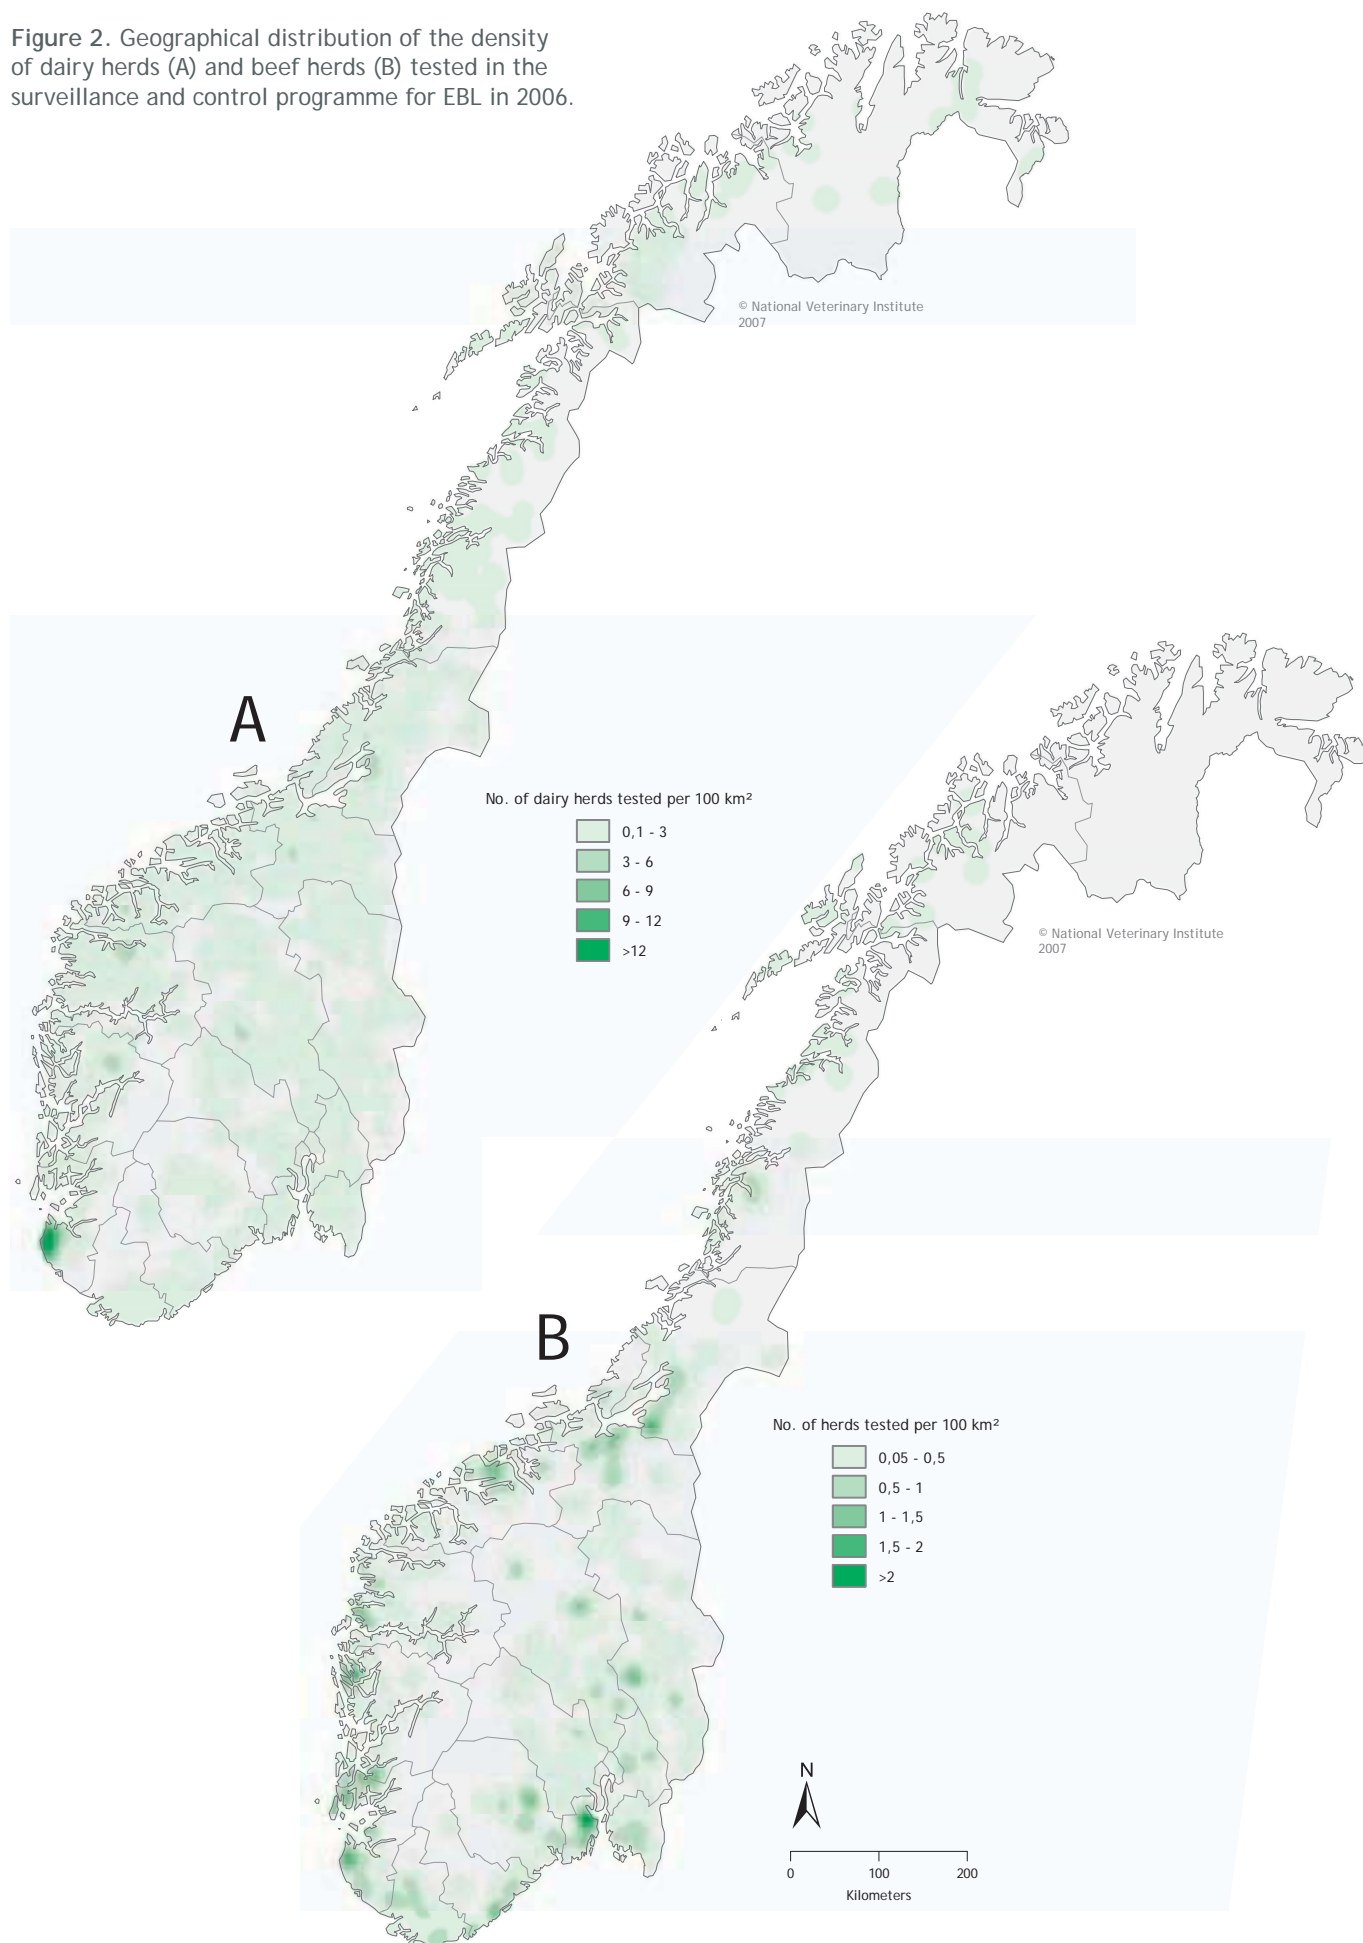 Figure 2. Geographical distribution of the density
of dairy herds (A) and beef herds (B) tested in the
surveillance and control programme for EBL in 2006.
© National Veterinary Institute
2007
A
No. of dairy herds tested per 100 km²
0,1 - 3
3 - 6
6 - 9
9 - 12
>12
© National Veterinary Institute
2007
B
No. of herds tested per 100 km²
0,05 - 0,5
0,5 - 1
1 - 1,5
1,5 - 2
>2
N
0 100 200
Kilometers